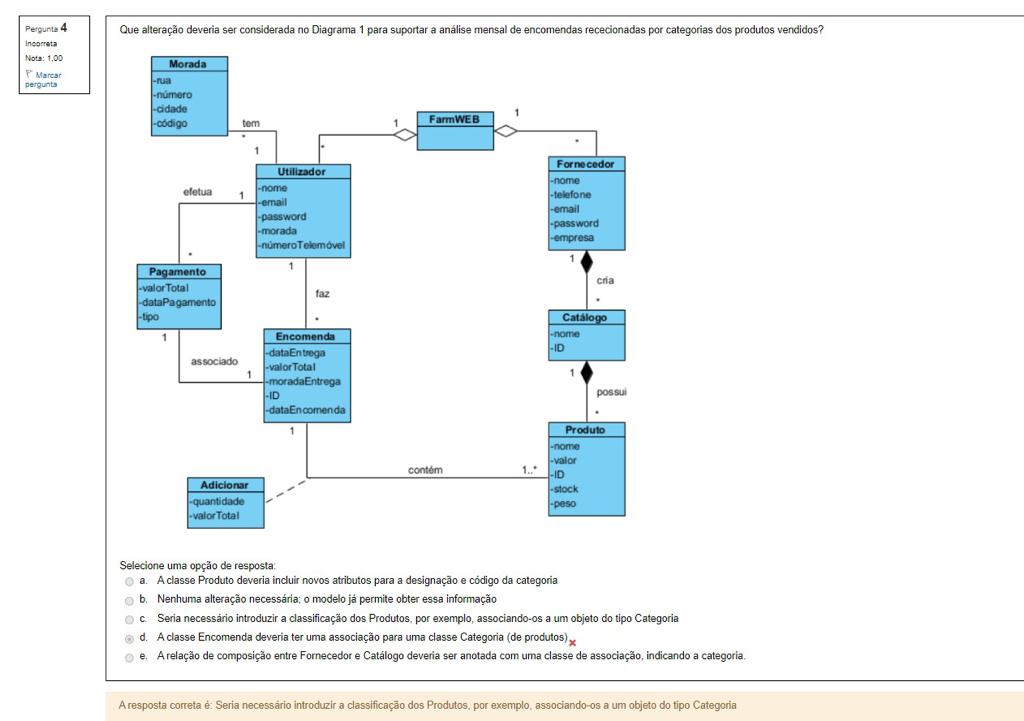 Pergunta 4
Incorreta
Nota: 1,00
Marcar
pergunta
Que alteração deveria ser considerada no Diagrama 1 para suportar a análise mensal de encomendas rececionadas por categorias dos produtos vendidos?
Morada
-rua
-número
-cidade
-código
tem
*
1
1
FarmWEB
1
*
*
Utilizador
-nome
-email
-password
-morada
-númeroTelemóvel
Fornecedor
-nome
-telefone
-email
-password
-empresa
efetua
1
*
1
faz
*
1
cria
*
Pagamento
-valorTotal
-dataPagamento
-tipo
1
associado
1
Encomenda
-dataEntrega
-valorTotal
-moradaEntrega
-ID
-dataEncomenda
Catálogo
-nome
-ID
1
possui
*
1
contém
1..*
Produto
-nome
-valor
-ID
-stock
-peso
Adicionar
-quantidade
-valorTotal
Selecione uma opção de resposta:
a. A classe Produto deveria incluir novos atributos para a designação e código da categoria
b. Nenhuma alteração necessária; o modelo já permite obter essa informação
c. Seria necessário introduzir a classificação dos Produtos, por exemplo, associando-os a um objeto do tipo Categoria
d. A classe Encomenda deveria ter uma associação para uma classe Categoria (de produtos)
e. A relação de composição entre Fornecedor e Catálogo deveria ser anotada com uma classe de associação, indicando a categoria.
A resposta correta é: Seria necessário introduzir a classificação dos Produtos, por exemplo, associando-os a um objeto do tipo Categoria